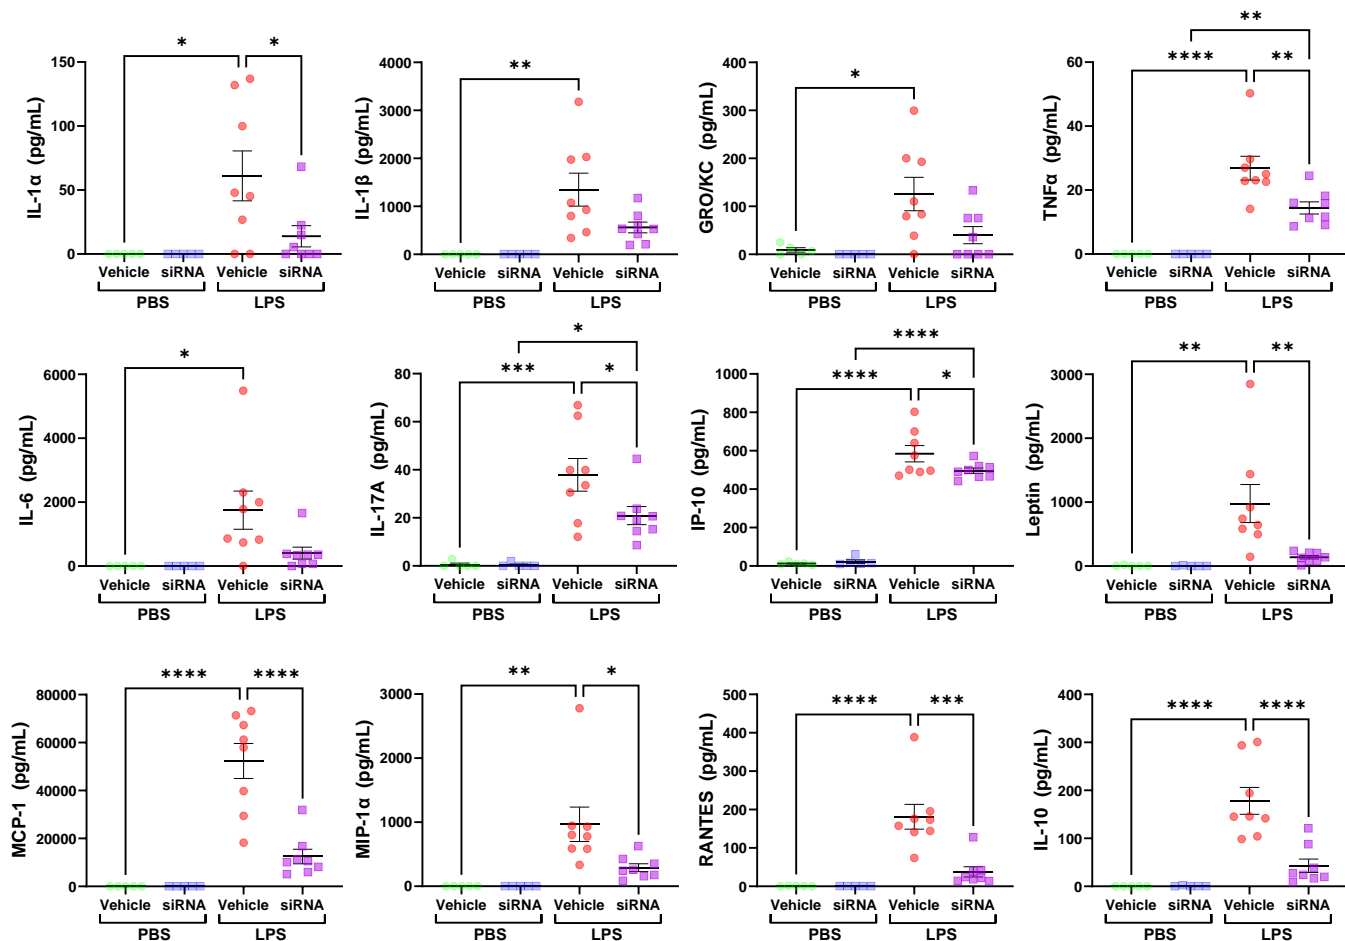 * *
IL-1α (pg/mL)
150
100
50
0
Vehicle siRNA Vehicle siRNA
PBS LPS
**
IL-1β (pg/mL)
4000
3000
2000
1000
0
Vehicle siRNA Vehicle siRNA
PBS LPS
*
GRO/KC (pg/mL)
400
300
200
100
0
Vehicle siRNA Vehicle siRNA
PBS LPS
**
**** **
TNFα (pg/mL)
60
40
20
0
Vehicle siRNA Vehicle siRNA
PBS LPS
*
IL-6 (pg/mL)
6000
4000
2000
0
Vehicle siRNA Vehicle siRNA
PBS LPS
*
*** *
IL-17A (pg/mL)
80
60
40
20
0
Vehicle siRNA Vehicle siRNA
PBS LPS
****
**** *
IP-10 (pg/mL)
1000
800
600
400
200
0
Vehicle siRNA Vehicle siRNA
PBS LPS
** **
Leptin (pg/mL)
3000
2000
1000
0
Vehicle siRNA Vehicle siRNA
PBS LPS
**** ****
MCP-1 (pg/mL)
80000
60000
40000
20000
0
Vehicle siRNA Vehicle siRNA
PBS LPS
** *
MIP-1α (pg/mL)
3000
2000
1000
0
Vehicle siRNA Vehicle siRNA
PBS LPS
**** ***
RANTES (pg/mL)
500
400
300
200
100
0
Vehicle siRNA Vehicle siRNA
PBS LPS
**** ****
IL-10 (pg/mL)
400
300
200
100
0
Vehicle siRNA Vehicle siRNA
PBS LPS